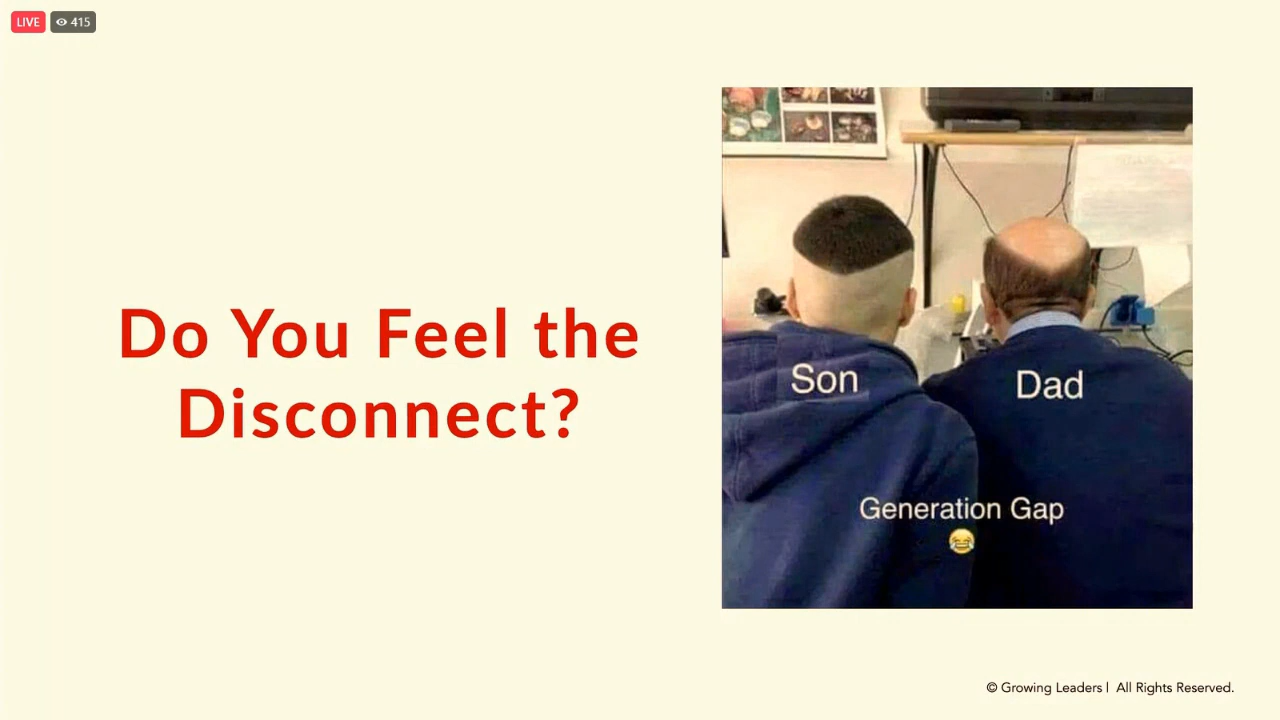 LIVE 415
Do You Feel the
Disconnect?
Son Dad
Generation Gap
© Growing Leaders | All Rights Reserved.